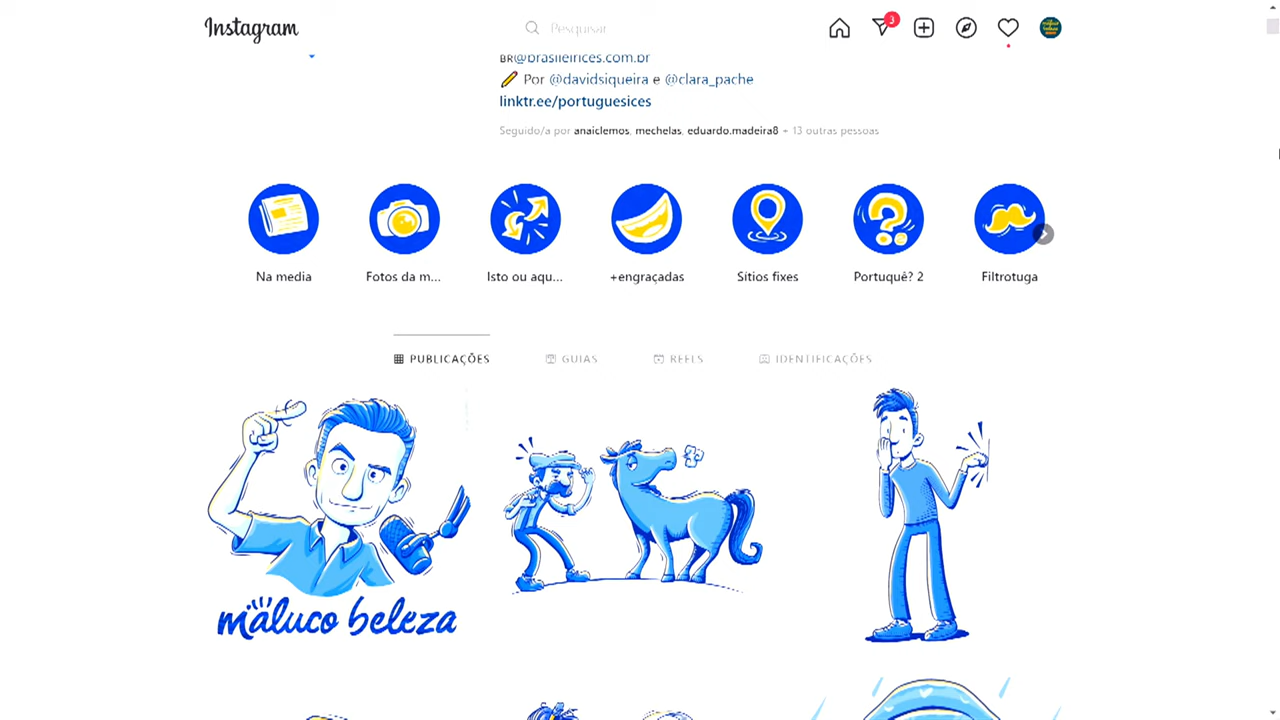 Instagram
Pesquisar
3
BR@brasileirices.com.br
Por @davidsiqueira e @clara_pache
linktr.ee/portuguesices
Seguido/a por anaiclemos, mechelas, eduardo.madeira8 + 13 outras pessoas
Na media
Fotos da m...
Isto ou aqu...
+engraçadas
Sítios fixes
Portuquê? 2
Filtrotuga
PUBLICAÇÕES
GUIAS
REELS
IDENTIFICAÇÕES
maluco beleza